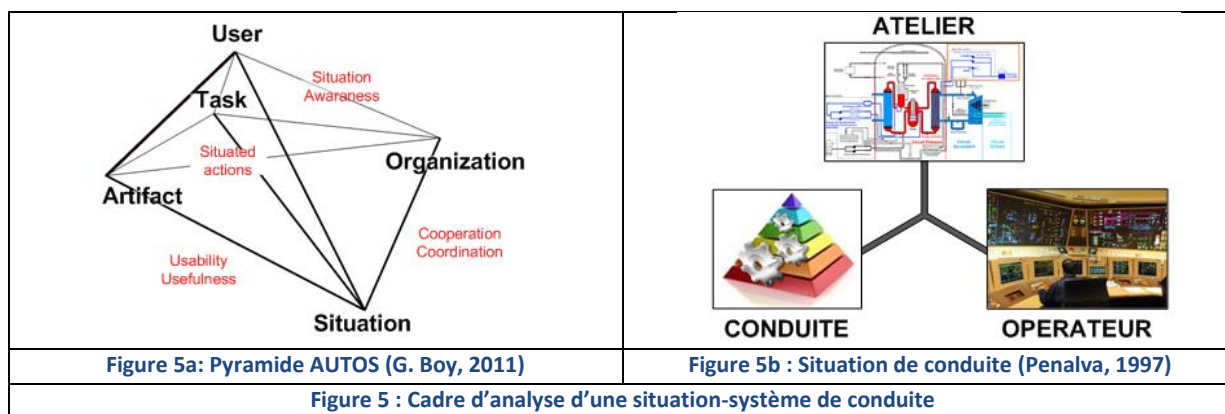 User
Situation
Awaraness
Task
Situated
actions
Organization
Artifact
Cooperation
Coordination
Usability
Usefulness
Situation
Figure 5a: Pyramide AUTOS (G. Boy, 2011)
ATELIER
CONDUITE
OPERATEUR
Figure 5b : Situation de conduite (Penalva, 1997)
Figure 5 : Cadre d’analyse d’une situation-système de conduite